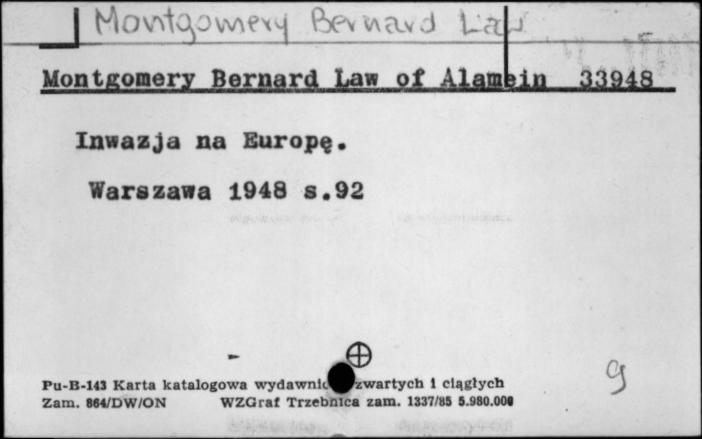 Montgomery Bernard Law
Montgomery Bernard Law of Alamein 33948
Inwazja na Europę.
Warszawa 1948 s.92
9
Pu-B-143 Karta katalogowa zwartych i ciągłych
Zam. 864/DW/ON WZGraf Trzebnica zam. 1337/85 5.980.000